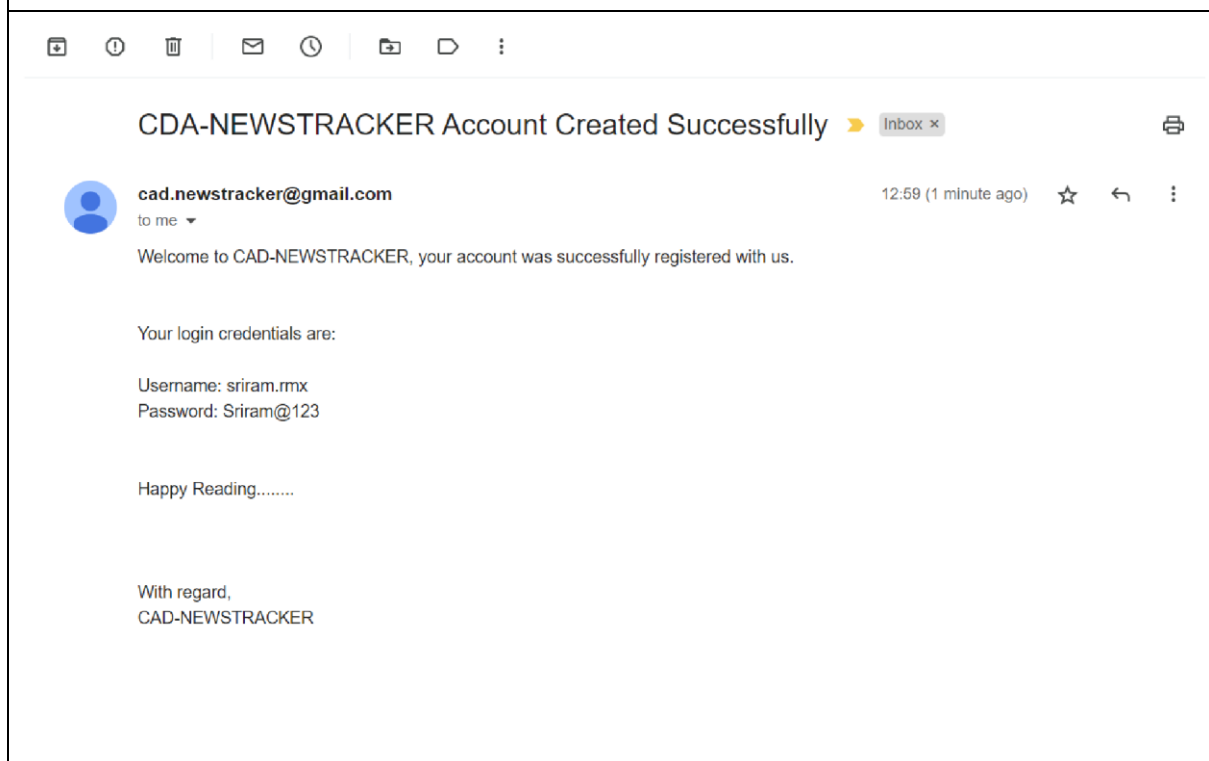 CDA-NEWSTRACKER Account Created Successfully Inbox ×
cad.newstracker@gmail.com 12:59 (1 minute ago)
to me
Welcome to CAD-NEWSTRACKER, your account was successfully registered with us.
Your login credentials are:
Username: sriram.rmx
Password: Sriram@123
Happy Reading........
With regard,
CAD-NEWSTRACKER